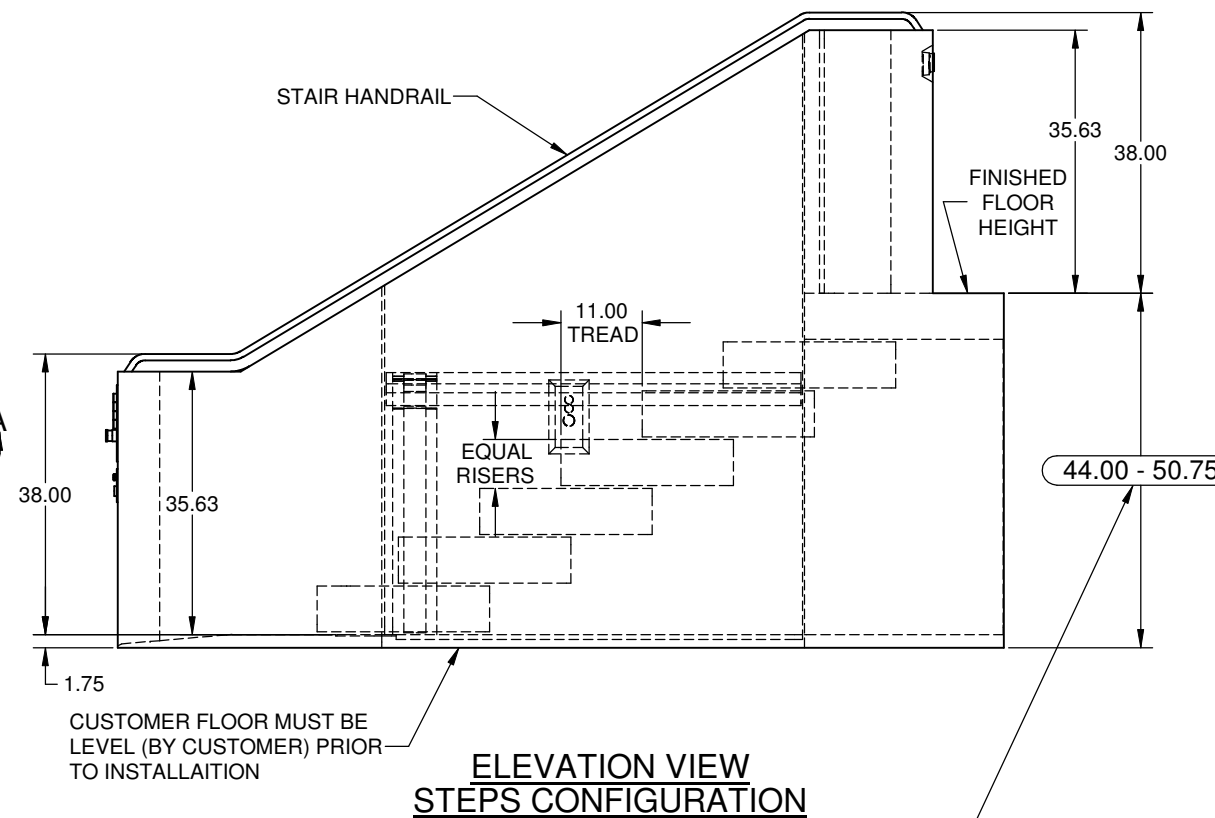 STAIR HANDRAIL
35.63
38.00
FINISHED
FLOOR
HEIGHT
11.00
TREAD
EQUAL
RISERS
44.00 - 50.75
38.00
35.63
1.75
CUSTOMER FLOOR MUST BE
LEVEL (BY CUSTOMER) PRIOR
TO INSTALLAITION
ELEVATION VIEW
STEPS CONFIGURATION